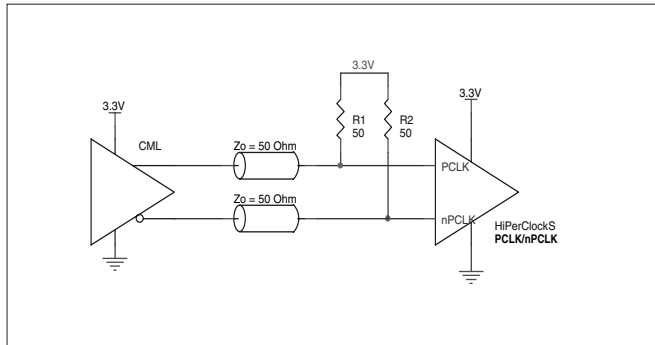 3.3V
3.3V
3.3V
R1
50
R2
50
CML
Zo = 50 Ohm
PCLK
Zo = 50 Ohm
nPCLK
HiPerClockS
PCLK/nPCLK